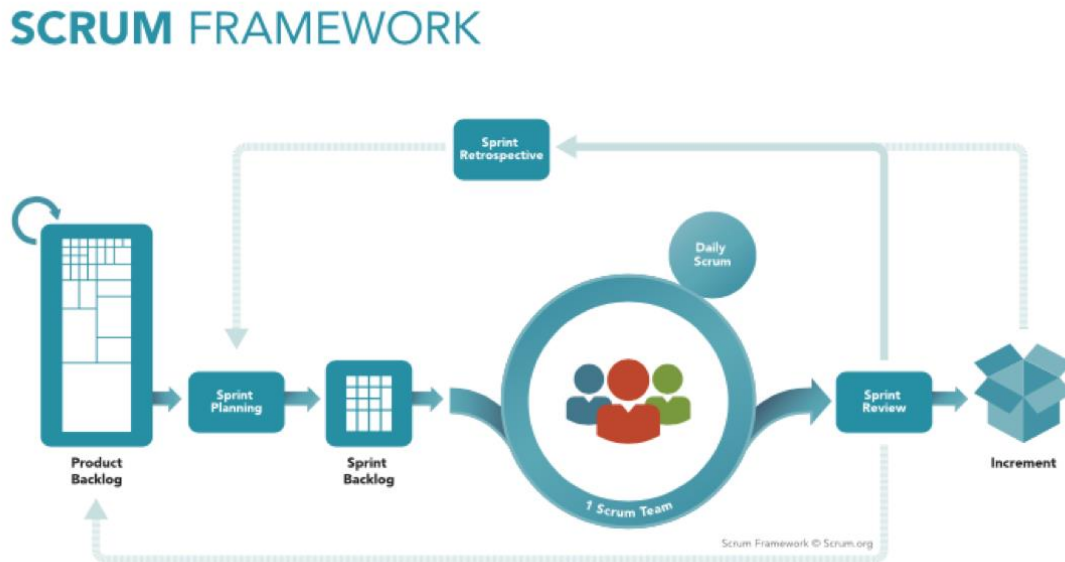 SCRUM FRAMEWORK
Sprint
Retrospective
Daily
Scrum
Sprint
Planning
Sprint
Review
Product
Backlog
Sprint
Backlog
1 Scrum Team
Increment
Scrum Framework © Scrum.org